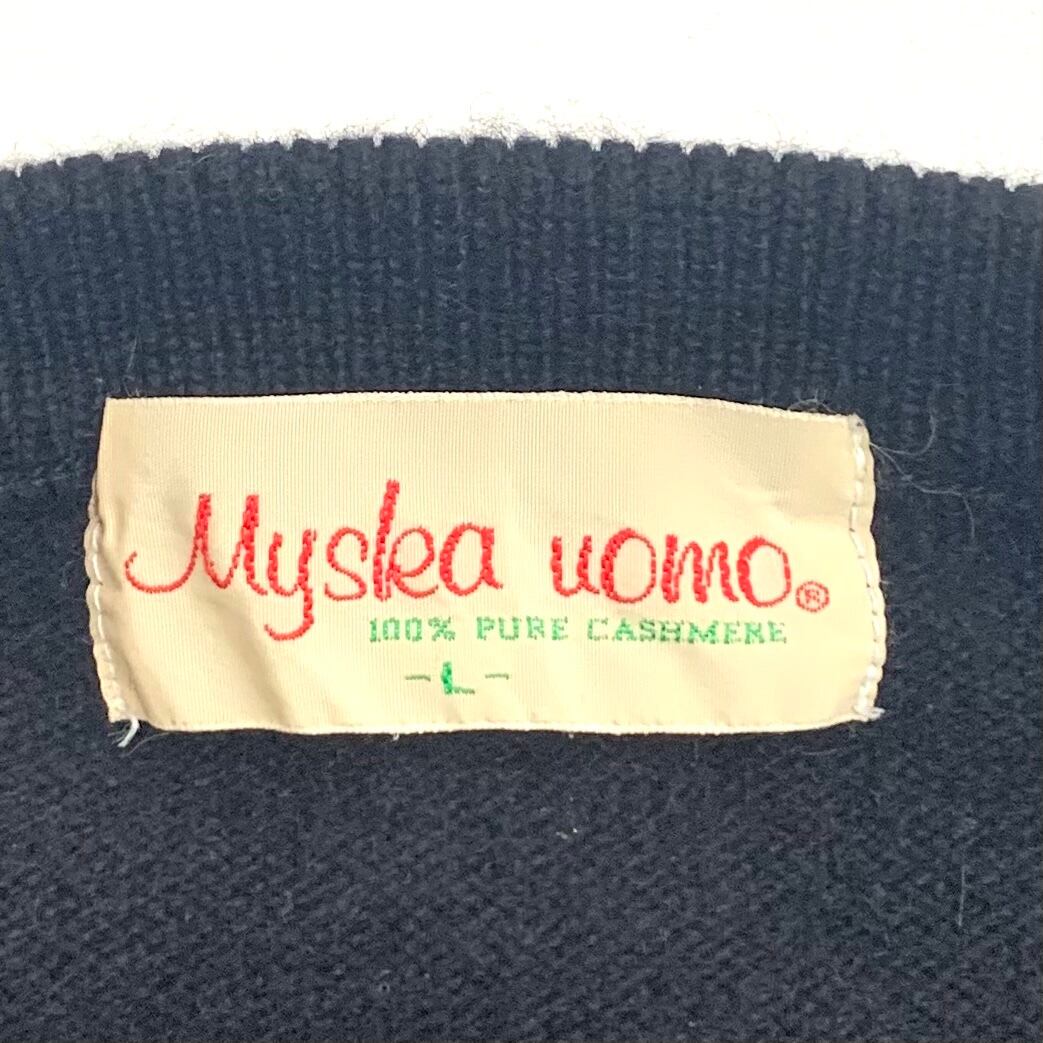 Myska uomo®
100% PURE CASHMERE
-L-